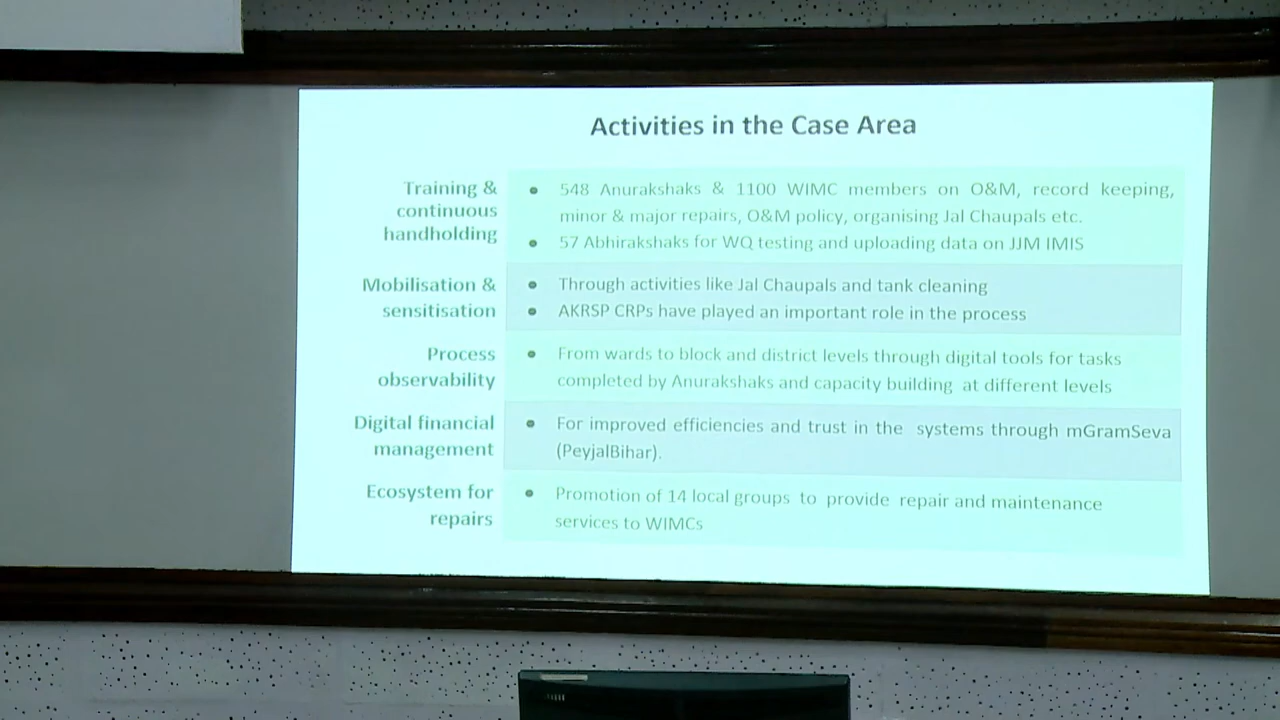 Activities in the Case Area
Training &
continuous
handholding
• 548 Anurakshaks & 1100 WIMC members on O&M, record keeping,
minor & major repairs, O&M policy, organising Jal Chaupals etc.
• 57 Abhirakshaks for WQ testing and uploading data on JJM IMIS
Mobilisation &
sensitisation
• Through activities like Jal Chaupals and tank cleaning
• AKRSP CRPs have played an important role in the process
Process
observability
• From wards to block and district levels through digital tools for tasks
completed by Anurakshaks and capacity building at different levels
Digital financial
management
• For improved efficiencies and trust in the systems through mGramSeva
(PeyjalBihar).
Ecosystem for
repairs
• Promotion of 14 local groups to provide repair and maintenance
services to WIMCs